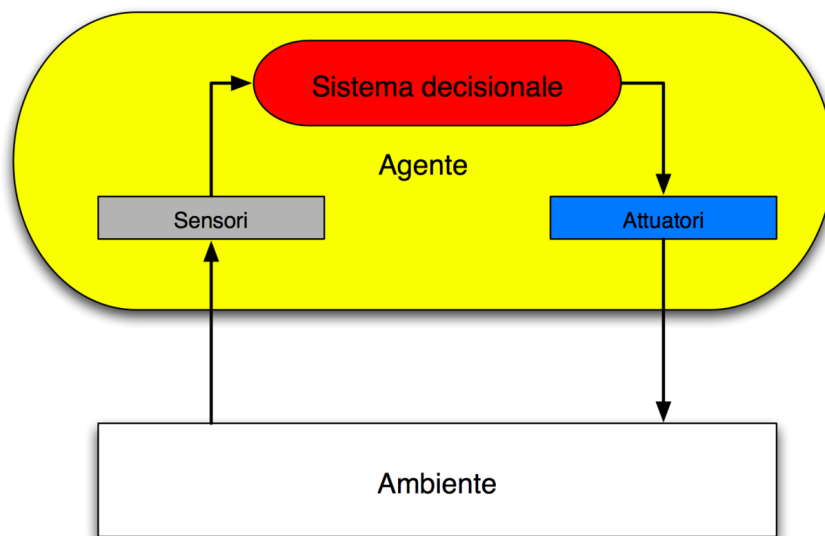 Sistema decisionale
Agente
Sensori
Attuatori
Ambiente